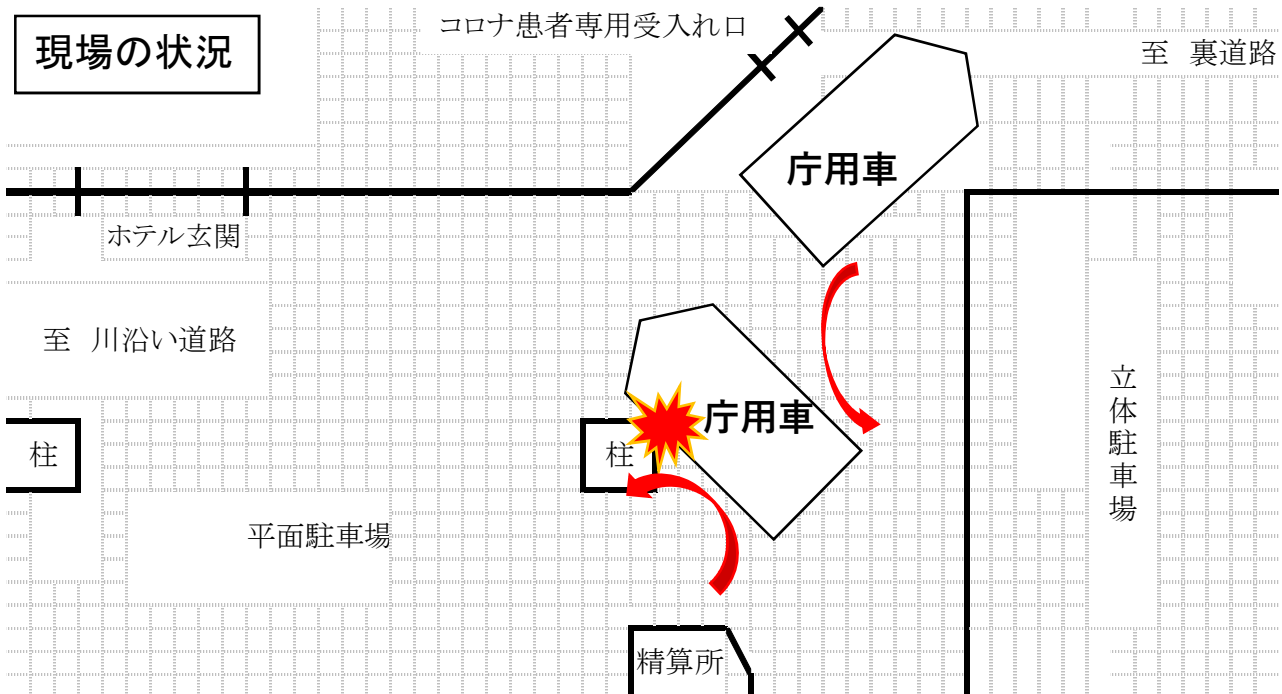 現場の状況
コロナ患者専用受入れ口
至 裏道路
庁用車
ホテル玄関
至 川沿い道路
立体駐車場
庁用車
柱
柱
平面駐車場
精算所